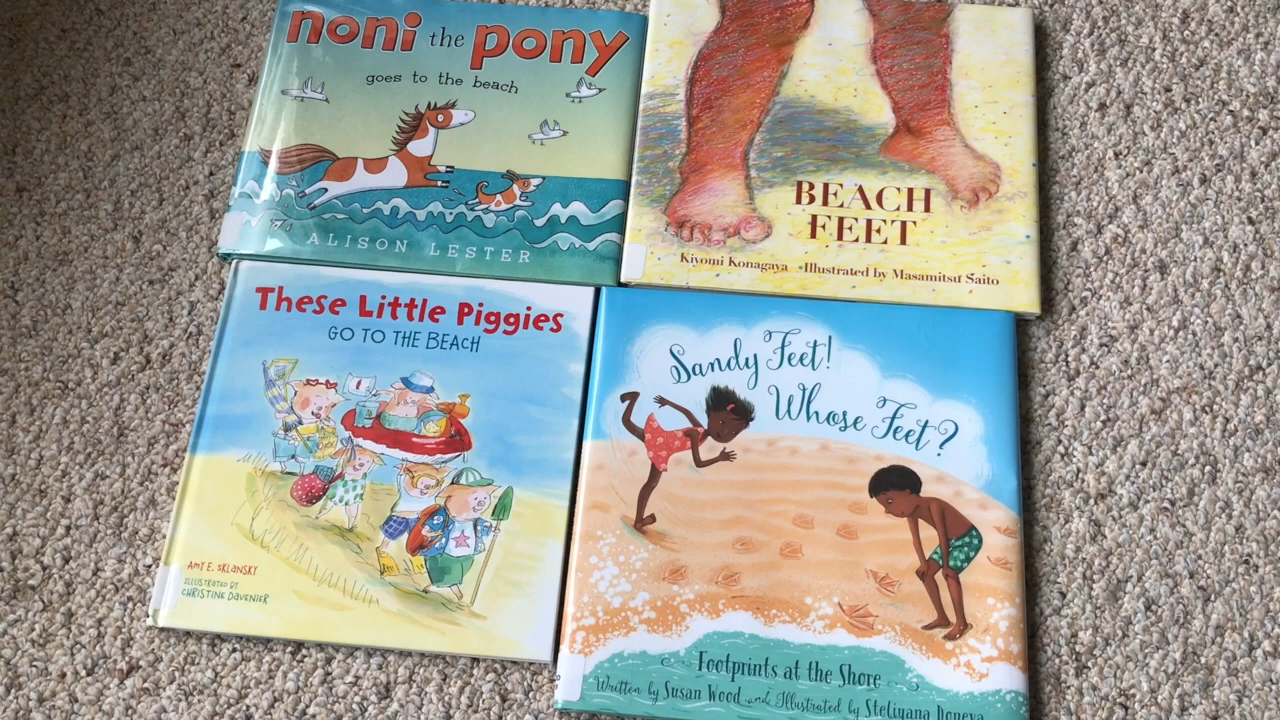 noni the pony
goes to the beach
ALISON LESTER
BEACH
FEET
Kiyomi Konagaya Illustrated by Masamitsu Saito
These Little Piggies
GO TO THE BEACH
AMY E. SKLANSKY
ILLUSTRATED BY
CHRISTINE DAVENIER
Sandy Feet!
Whose Feet?
Footprints at the Shore
Written by Susan Wood and Illustrated by Steliyana Doneva